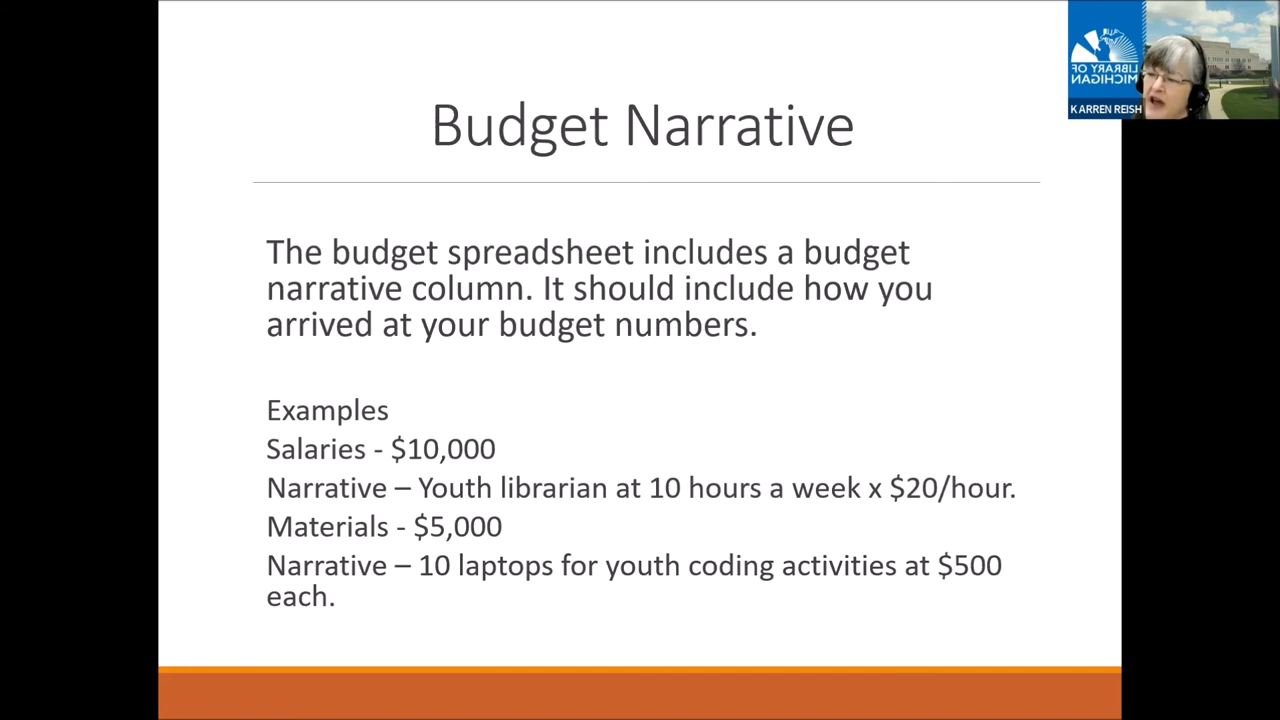 Budget Narrative
The budget spreadsheet includes a budget
narrative column. It should include how you
arrived at your budget numbers.
Examples
Salaries - $10,000
Narrative – Youth librarian at 10 hours a week x $20/hour.
Materials - $5,000
Narrative – 10 laptops for youth coding activities at $500
each.
LIBRARY OF
MICHIGAN
KARREN REISH